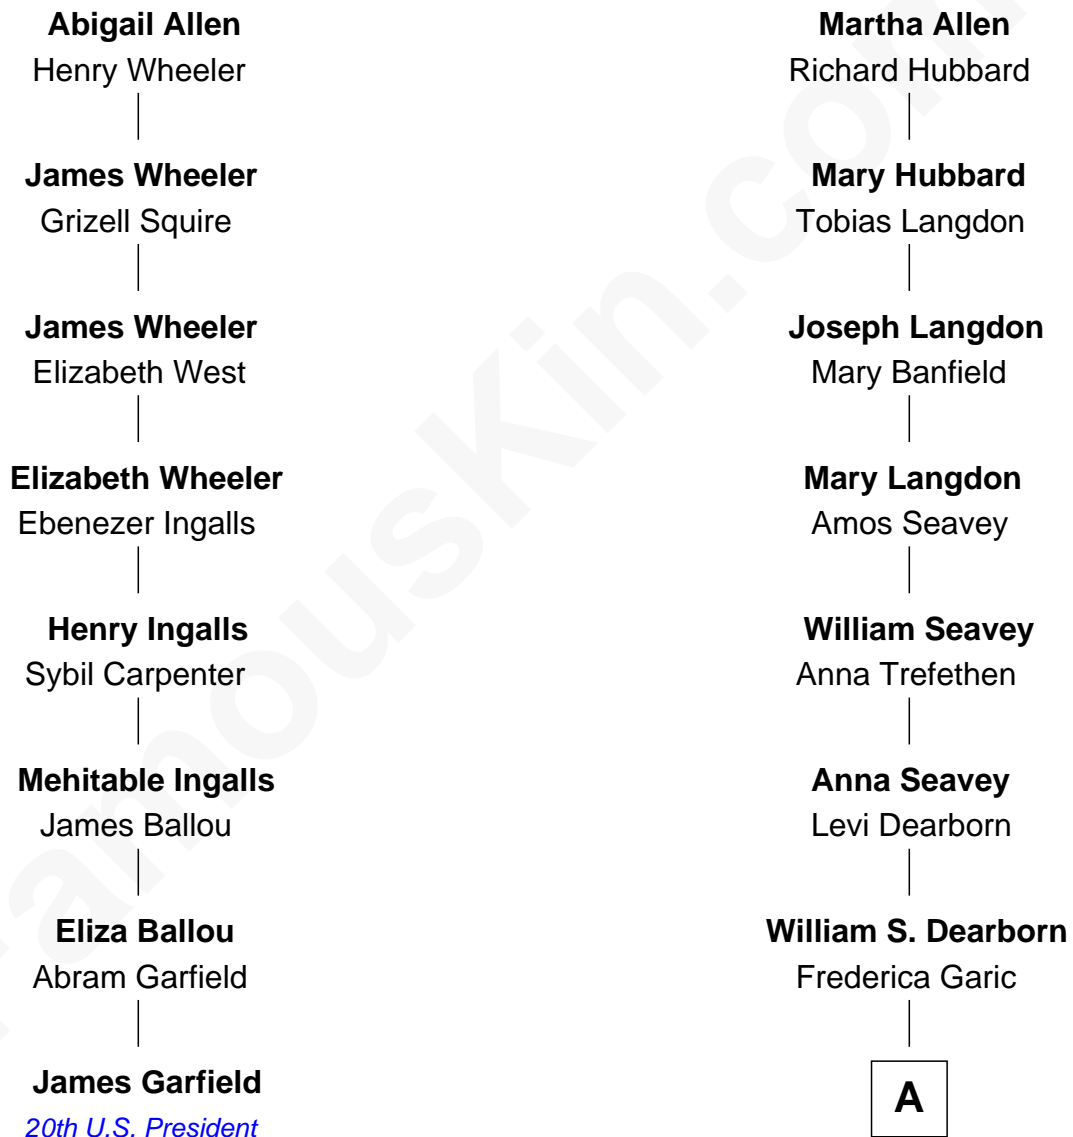 Abigail Allen
Henry Wheeler
James Wheeler
Grizell Squire
James Wheeler
Elizabeth West
Elizabeth Wheeler
Ebenezer Ingalls
Henry Ingalls
Sybil Carpenter
Mehitable Ingalls
James Ballou
Eliza Ballou
Abram Garfield
James Garfield
20th U.S. President
Martha Allen
Richard Hubbard
Mary Hubbard
Tobias Langdon
Joseph Langdon
Mary Banfield
Mary Langdon
Amos Seavey
William Seavey
Anna Trefethen
Anna Seavey
Levi Dearborn
William S. Dearborn
Frederica Garic
A
FamousKin.com